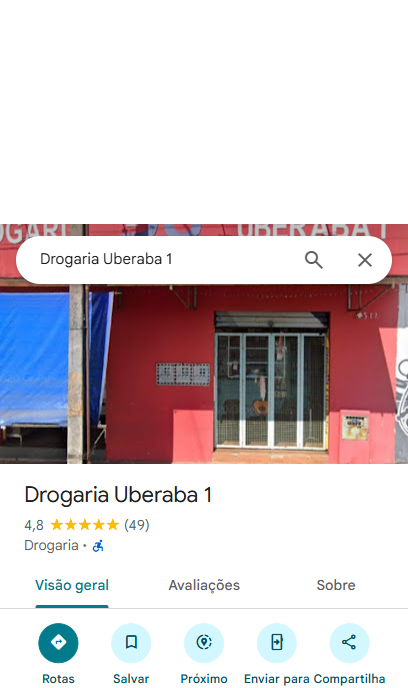 UBERABA 1
Drogaria Uberaba 1
Drogaria Uberaba 1
4,8 (49)
Drogaria •
Visão geral Avaliações Sobre
Rotas Salvar Próximo Enviar para Compartilha